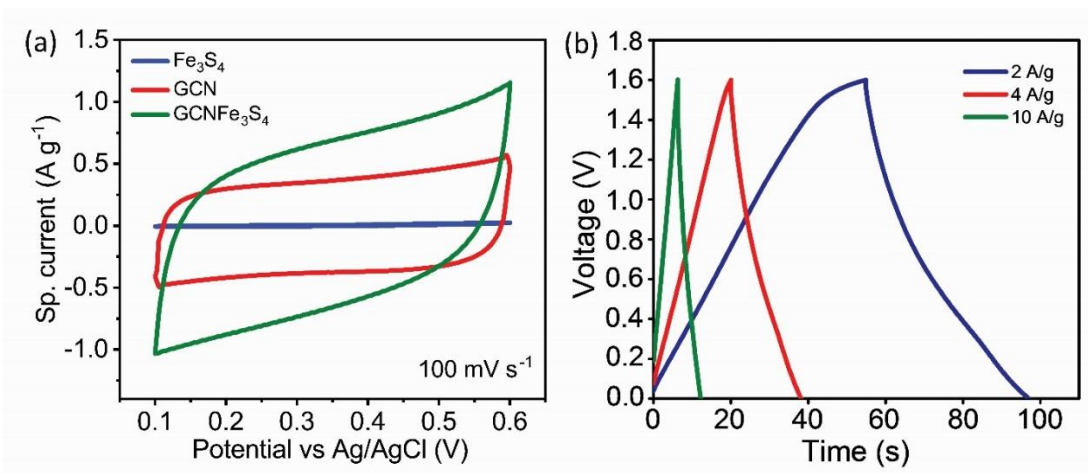 (a)
1.5
1.0
0.5
0.0
-0.5
-1.0
Sp. current (A g⁻¹)
Fe₃S₄
GCN
GCNFe₃S₄
100 mV s⁻¹
0.1 0.2 0.3 0.4 0.5 0.6
Potential vs Ag/AgCl (V)
(b)
1.8
1.6
1.4
1.2
1.0
0.8
0.6
0.4
0.2
0.0
Voltage (V)
2 A/g
4 A/g
10 A/g
0 20 40 60 80 100
Time (s)